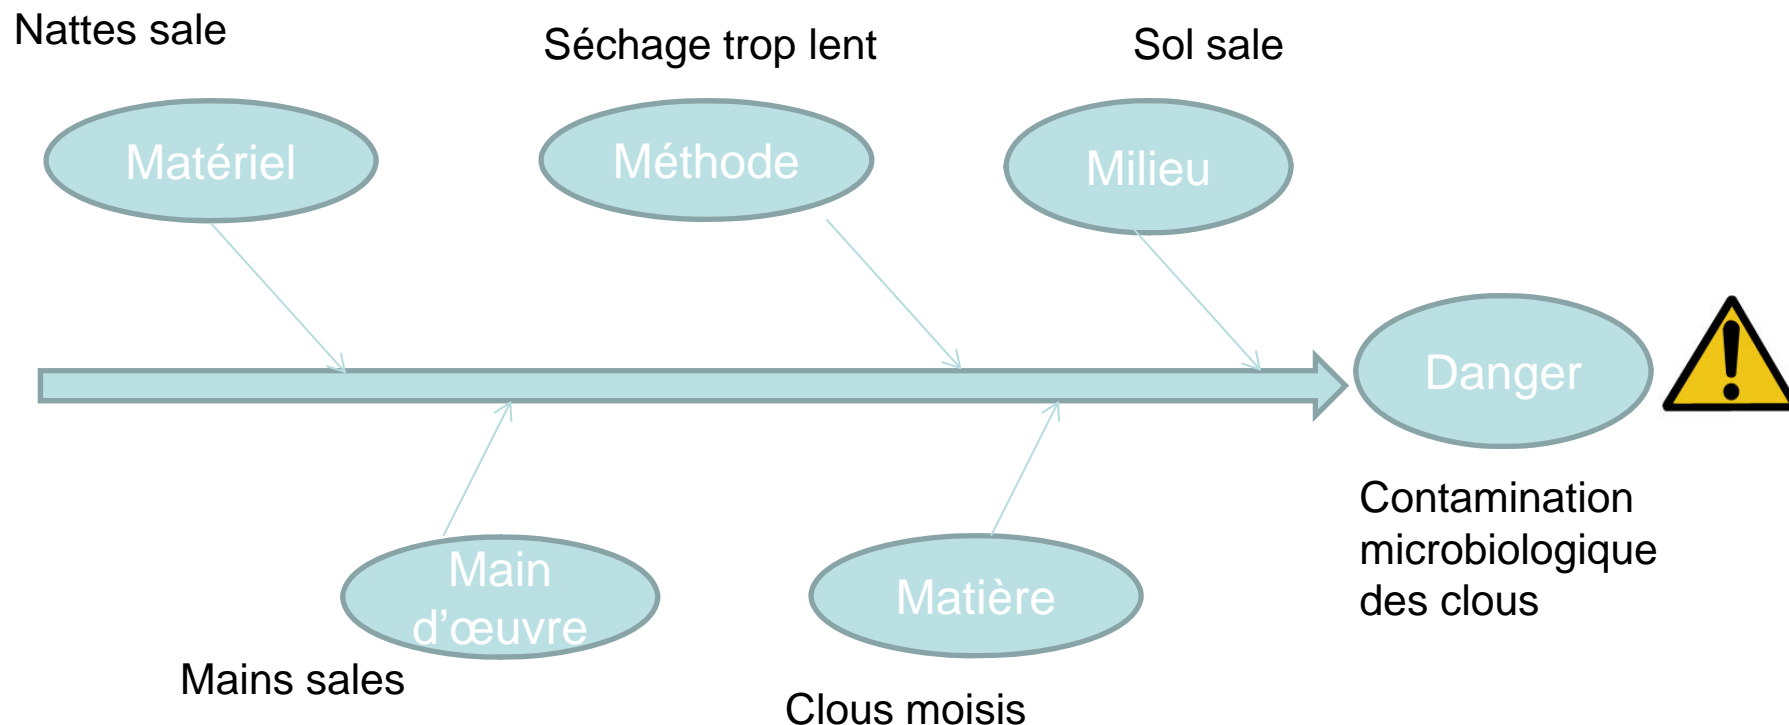 Nattes sale
Séchage trop lent
Sol sale
Matériel
Méthode
Milieu
Danger
Contamination
microbiologique
des clous
Main
d’œuvre
Matière
Mains sales
Clous moisis